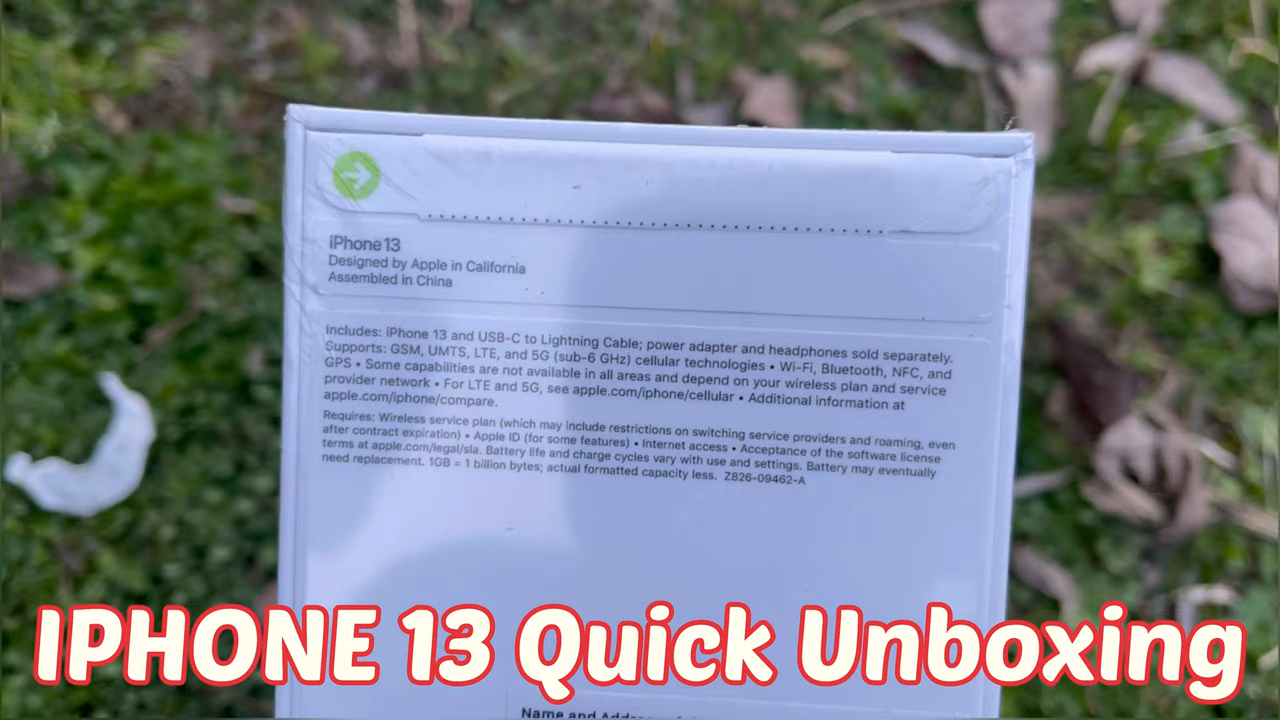 iPhone 13
Designed by Apple in California
Assembled in China
Includes: iPhone 13 and USB-C to Lightning Cable; power adapter and headphones sold separately.
Supports: GSM, UMTS, LTE, and 5G (sub-6 GHz) cellular technologies • Wi-Fi, Bluetooth, NFC, and
GPS • Some capabilities are not available in all areas and depend on your wireless plan and service
provider network • For LTE and 5G, see apple.com/iphone/cellular • Additional information at
apple.com/iphone/compare.
Requires: Wireless service plan (which may include restrictions on switching service providers and roaming, even
after contract expiration) • Apple ID (for some features) • Internet access • Acceptance of the software license
terms at apple.com/legal/sla. Battery life and charge cycles vary with use and settings. Battery may eventually
need replacement. 1GB = 1 billion bytes; actual formatted capacity less. Z826-09462-A
IPHONE 13 Quick Unboxing
Name and